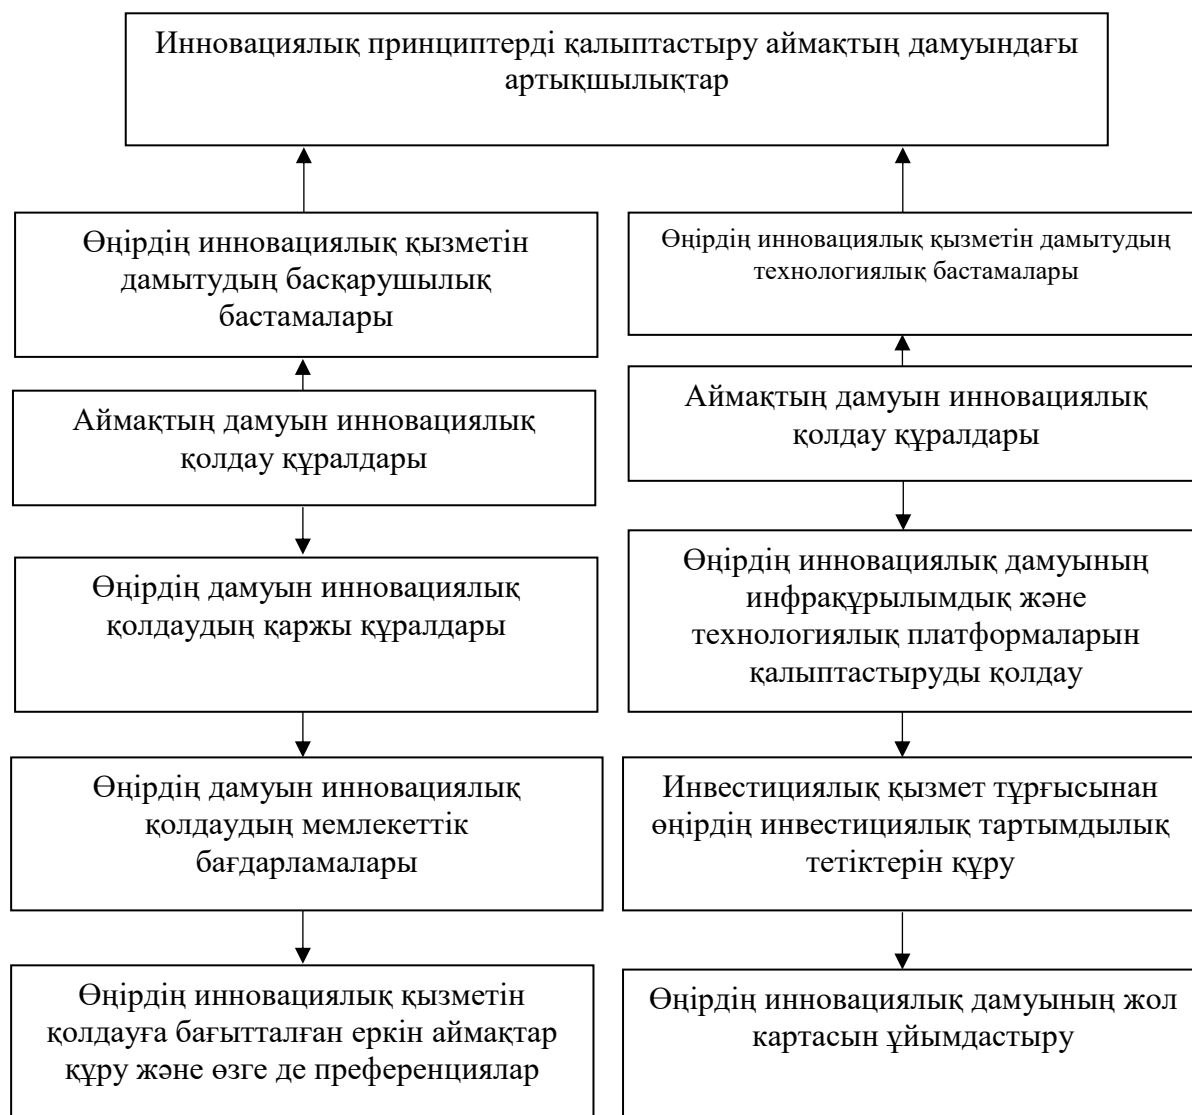 Инновациялық принциптерді қалыптастыру аймақтың дамуындағы
артықшылықтар
Өңірдің инновациялық қызметін
дамытудың басқарушылық
бастамалары
Өңірдің инновациялық қызметін дамытудың
технологиялық бастамалары
Аймақтың дамуын инновациялық
қолдау құралдары
Аймақтың дамуын инновациялық
қолдау құралдары
Өңірдің дамуын инновациялық
қолдаудың қаржы құралдары
Өңірдің инновациялық дамуының
инфрақұрылымдық және
технологиялық платформаларын
қалыптастыруды қолдау
Өңірдің дамуын инновациялық
қолдаудың мемлекеттік
бағдарламалары
Инвестициялық қызмет тұрғысынан
өңірдің инвестициялық тартымдылық
тетіктерін құру
Өңірдің инновациялық қызметін
қолдауға бағытталған еркін аймақтар
құру және өзге де преференциялар
Өңірдің инновациялық дамуының жол
картасын ұйымдастыру